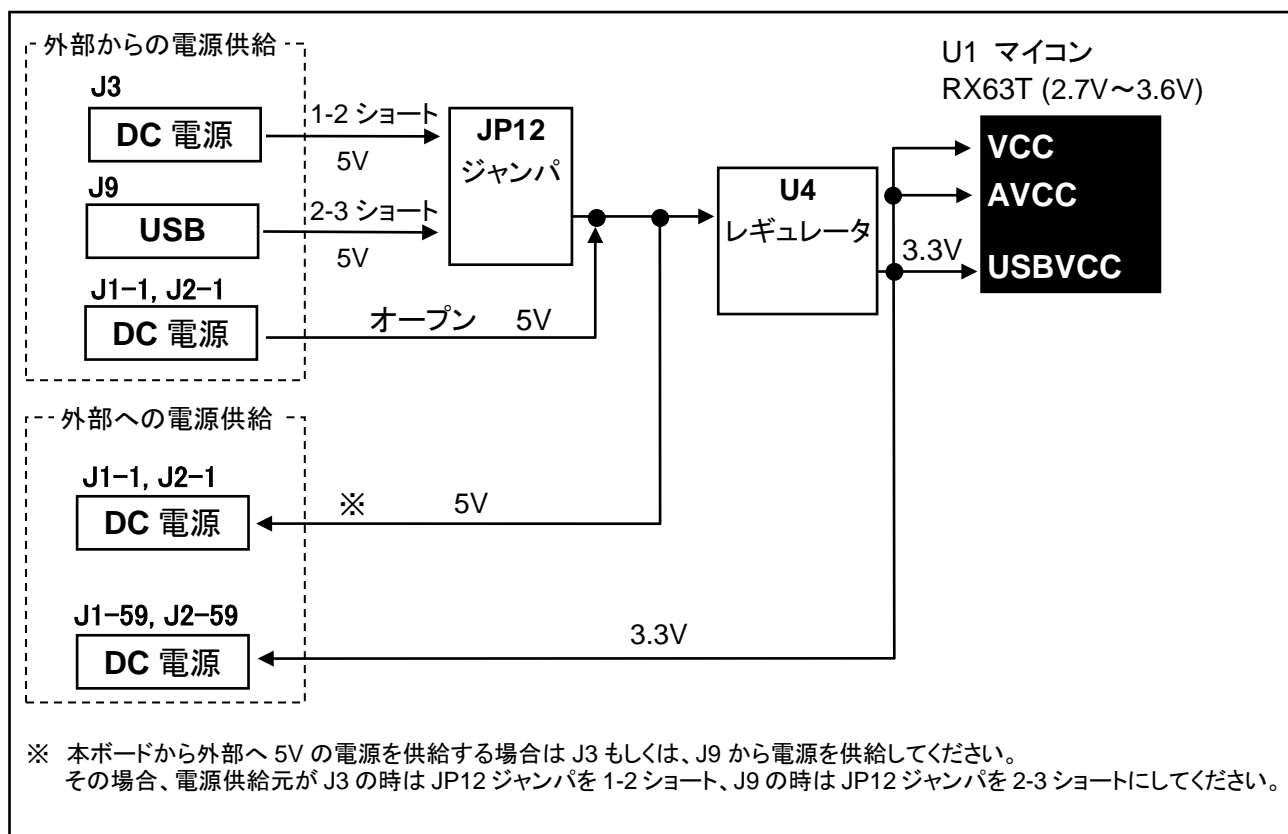 外部からの電源供給
J3
DC 電源
1-2 ショート
5V
J9
USB
2-3 ショート
5V
J1-1, J2-1
DC 電源
オープン 5V
JP12
ジャンパ
U4
レギュレータ
3.3V
U1 マイコン
RX63T (2.7V~3.6V)
VCC
AVCC
USBVCC
外部への電源供給
J1-1, J2-1
DC 電源
※ 5V
J1-59, J2-59
DC 電源
3.3V
※ 本ボードから外部へ 5V の電源を供給する場合は J3 もしくは、J9 から電源を供給してください。
その場合、電源供給元が J3 の時は JP12 ジャンパを 1-2 ショート、J9 の時は JP12 ジャンパを 2-3 ショートにしてください。